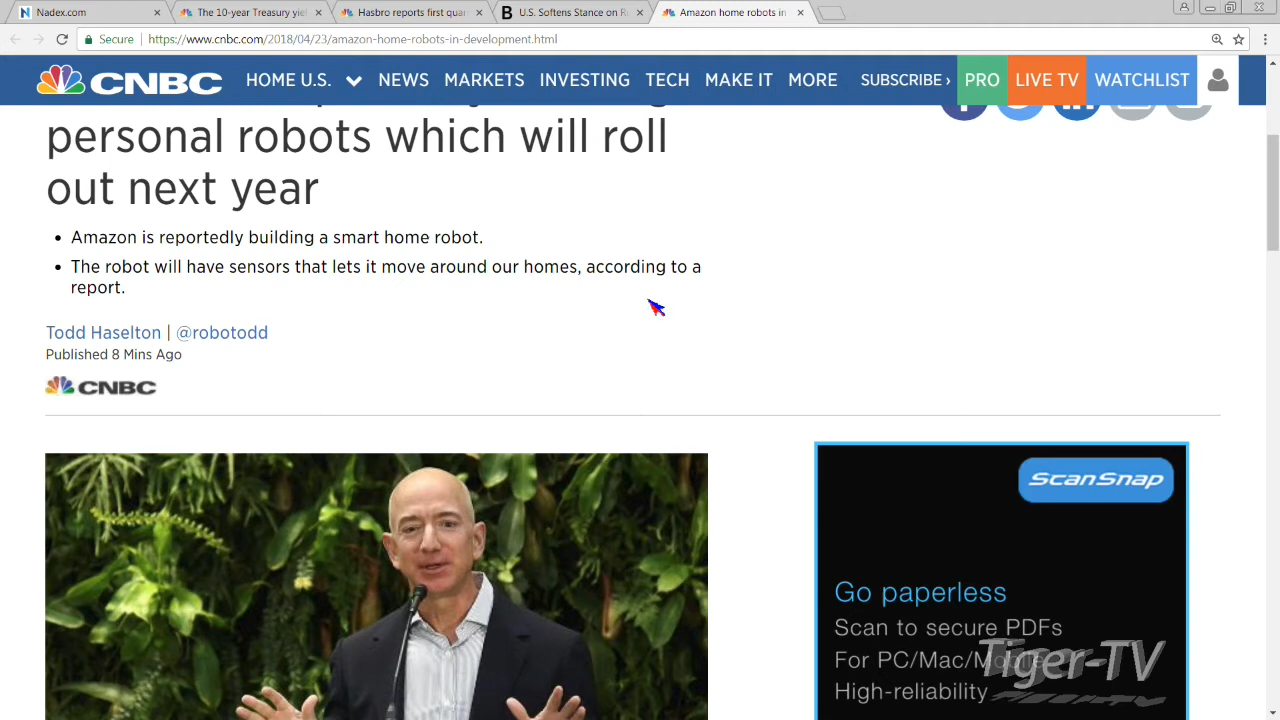 Nadex.com
The 10-year Treasury yiel
Hasbro reports first quar
U.S. Softens Stance on R
Amazon home robots in
Secure
https://www.cnbc.com/2018/04/23/amazon-home-robots-in-development.html
CNBC
HOME U.S.
NEWS
MARKETS
INVESTING
TECH
MAKE IT
MORE
SUBSCRIBE ›
PRO
LIVE TV
WATCHLIST
personal robots which will roll
out next year
• Amazon is reportedly building a smart home robot.
• The robot will have sensors that lets it move around our homes, according to a
report.
Todd Haselton | @robotodd
Published 8 Mins Ago
CNBC
ScanSnap
Go paperless
Scan to secure PDFs
For PC/Mac/Mobile
High-reliability
Tiger-TV